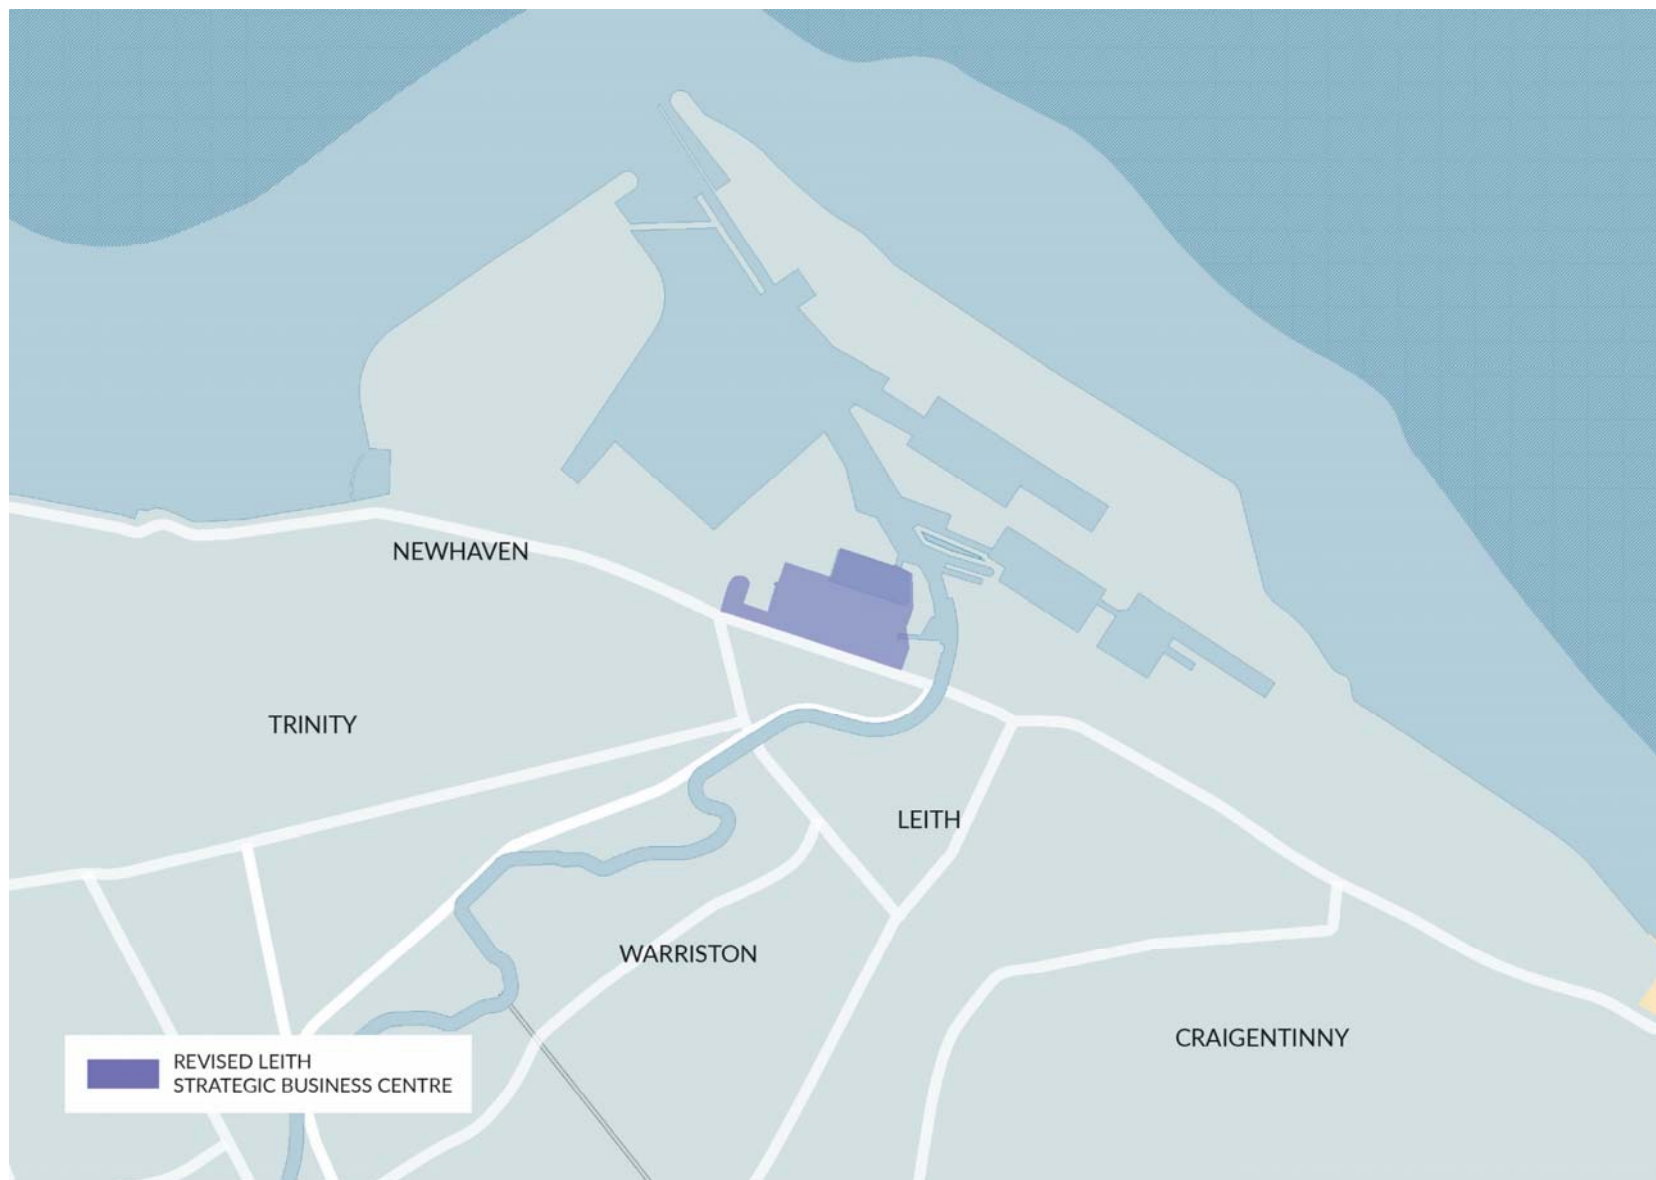 NEWHAVEN
TRINITY
LEITH
WARRISTON
CRAIGENTINNY
REVISED LEITH
STRATEGIC BUSINESS CENTRE